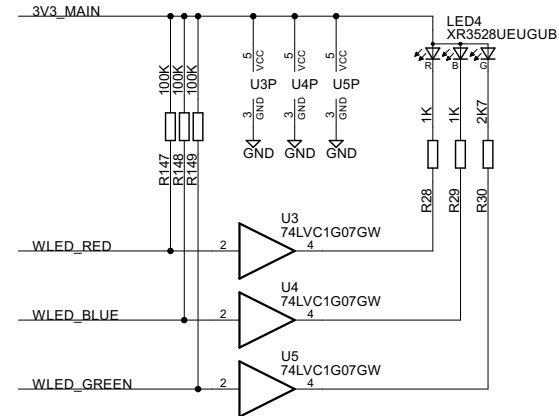 3V3_MAIN
LED4
XR3528UEUGUB
R
B
G
100K
100K
100K
5
VCC
5
VCC
5
VCC
U3P
U4P
U5P
3
GND
3
GND
3
GND
GND
GND
GND
1K
1K
2K7
R147
R148
R149
R28
R29
R30
U3
74LVC1G07GW
WLED_RED
2
4
U4
74LVC1G07GW
WLED_BLUE
2
4
U5
74LVC1G07GW
WLED_GREEN
2
4